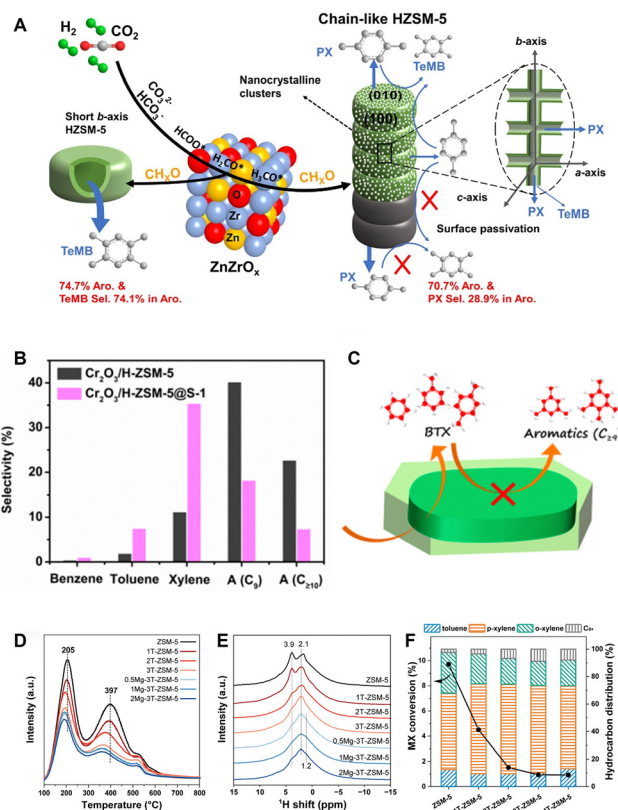 A
H2
CO2
Chain-like HZSM-5
PX
TeMB
b-axis
Nanocrystalline
clusters
(010)
(100)
CO3 2-
HCO3-
Short b-axis
HZSM-5
HCOO*
H2CO*
H3CO*
CHXO
CHXO
PX
a-axis
c-axis
O
Zr
Zn
PX
TeMB
Surface passivation
TeMB
ZnZrOx
PX
74.7% Aro. &
TeMB Sel. 74.1% in Aro.
70.7% Aro. &
PX Sel. 28.9% in Aro.
B
Cr2O3/H-ZSM-5
Cr2O3/H-ZSM-5@S-1
Selectivity (%)
40
30
20
10
0
Benzene Toluene Xylene A (C9) A (C≥10)
C
BTX
Aromatics (C≥9)
D
205
397
ZSM-5
1T-ZSM-5
2T-ZSM-5
3T-ZSM-5
0.5Mg-3T-ZSM-5
1Mg-3T-ZSM-5
2Mg-3T-ZSM-5
Intensity (a.u.)
100 200 300 400 500 600 700 800
Temperature (°C)
E
3.9
2.1
ZSM-5
1T-ZSM-5
2T-ZSM-5
3T-ZSM-5
0.5Mg-3T-ZSM-5
1Mg-3T-ZSM-5
2Mg-3T-ZSM-5
1.2
Intensity (a.u.)
15 10 5 0 -5 -10 -15
1H shift (ppm)
F
toluene p-xylene o-xylene C9+
MX conversion (%)
10
8
6
4
2
0
100
80
60
40
20
0
Hydrocarbon distribution (%)
ZSM-5